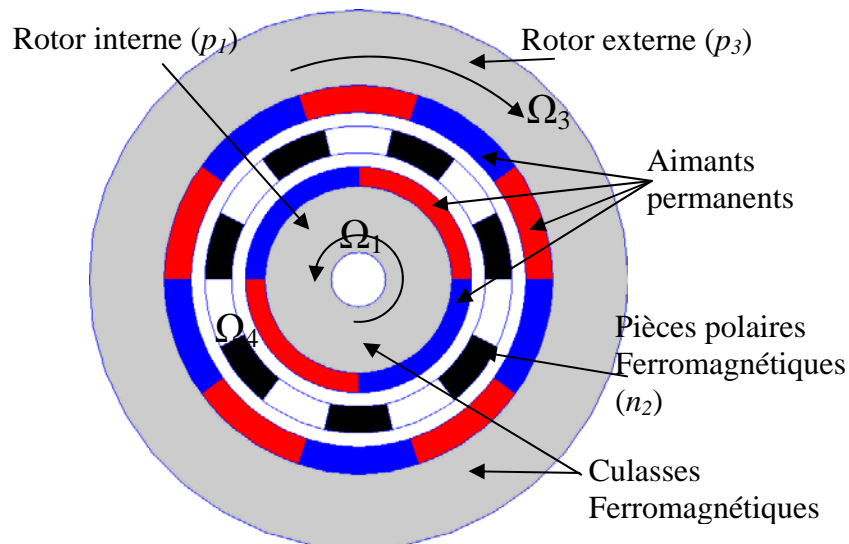 Rotor interne (p1)
Rotor externe (p3)
Ω3
Aimants
permanents
Ω1
Ω4
Pièces polaires
Ferromagnétiques
(n2)
Culasses
Ferromagnétiques